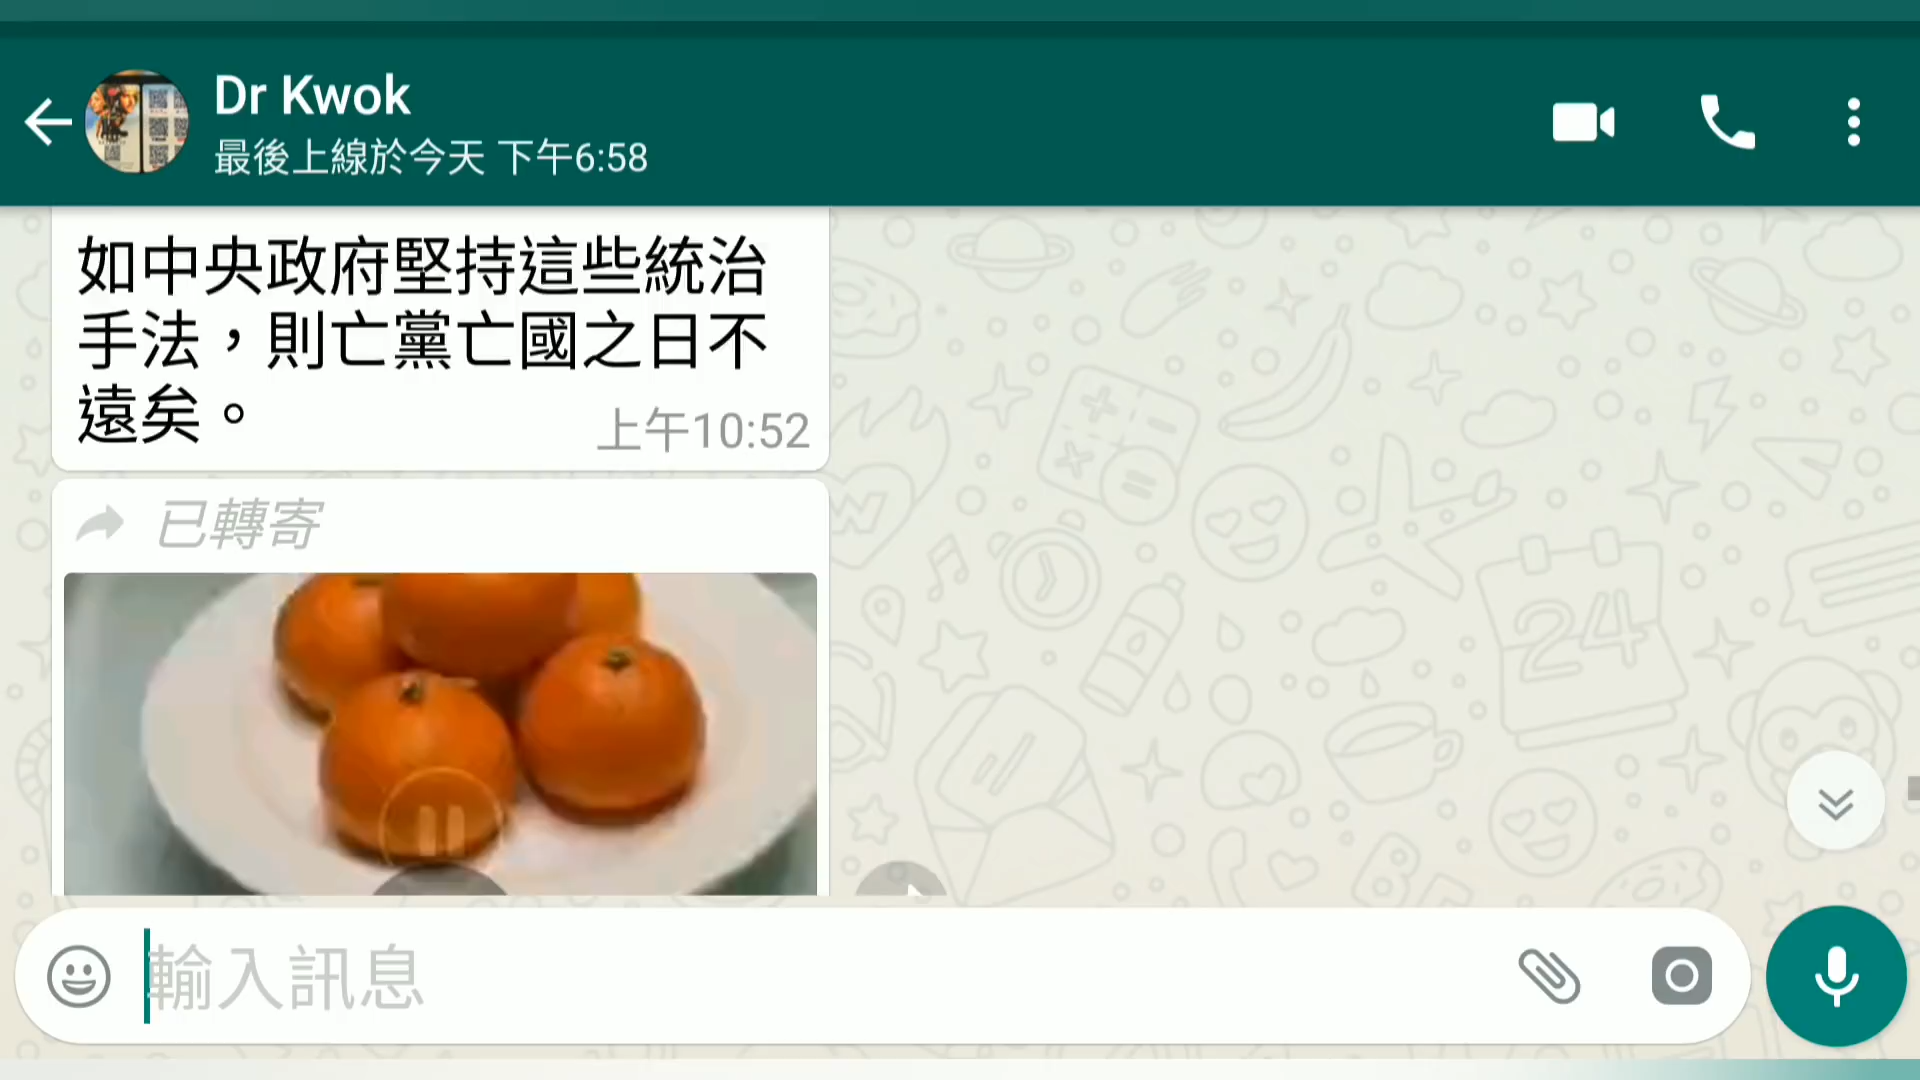 Dr Kwok
最後上線於今天 下午6:58
如中央政府堅持這些統治
手法，則亡黨亡國之日不
遠矣。
上午10:52
已轉寄
輸入訊息